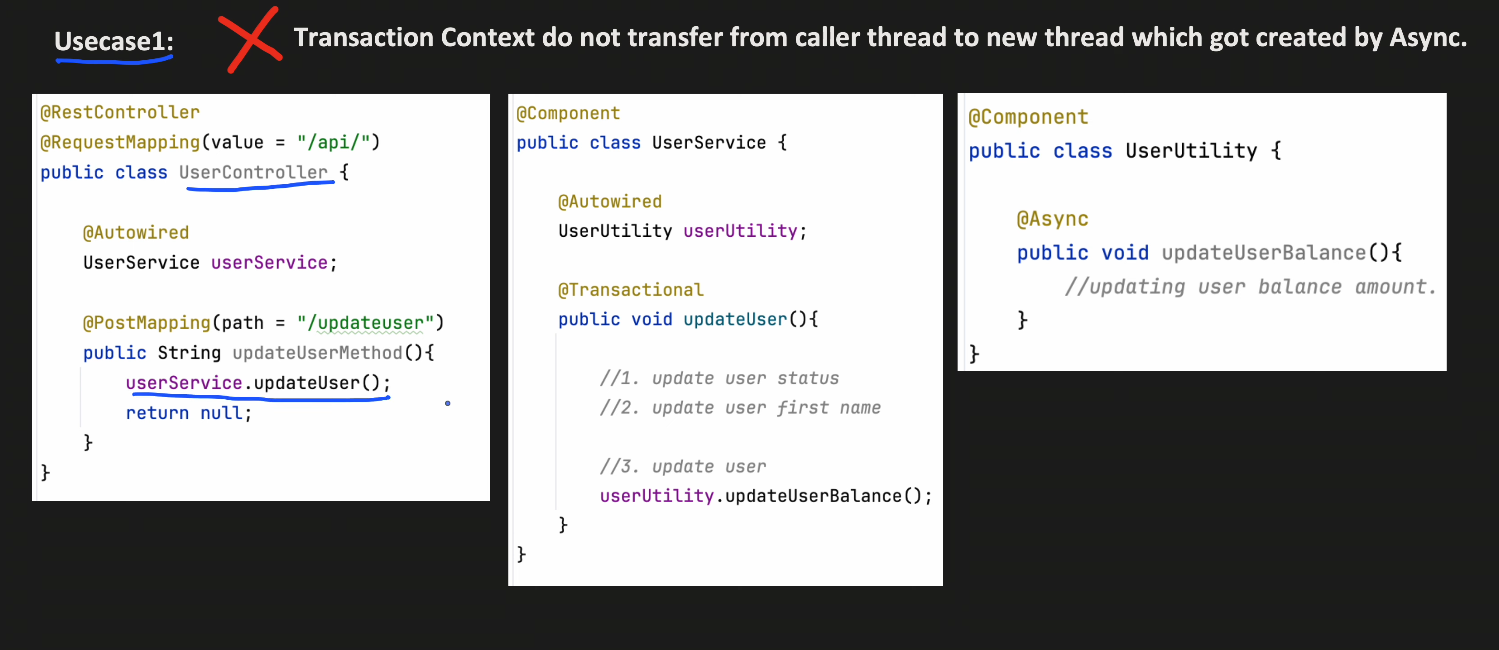 Usecase1:
Transaction Context do not transfer from caller thread to new thread which got created by Async.
@RestController
@RequestMapping(value = "/api/")
public class UserController {
@Autowired
UserService userService;
@PostMapping(path = "/updateuser")
public String updateUserMethod(){
userService.updateUser();
return null;
}
}
@Component
public class UserService {
@Autowired
UserUtility userUtility;
@Transactional
public void updateUser(){
//1. update user status
//2. update user first name
//3. update user
userUtility.updateUserBalance();
}
}
@Component
public class UserUtility {
@Async
public void updateUserBalance(){
//updating user balance amount.
}
}